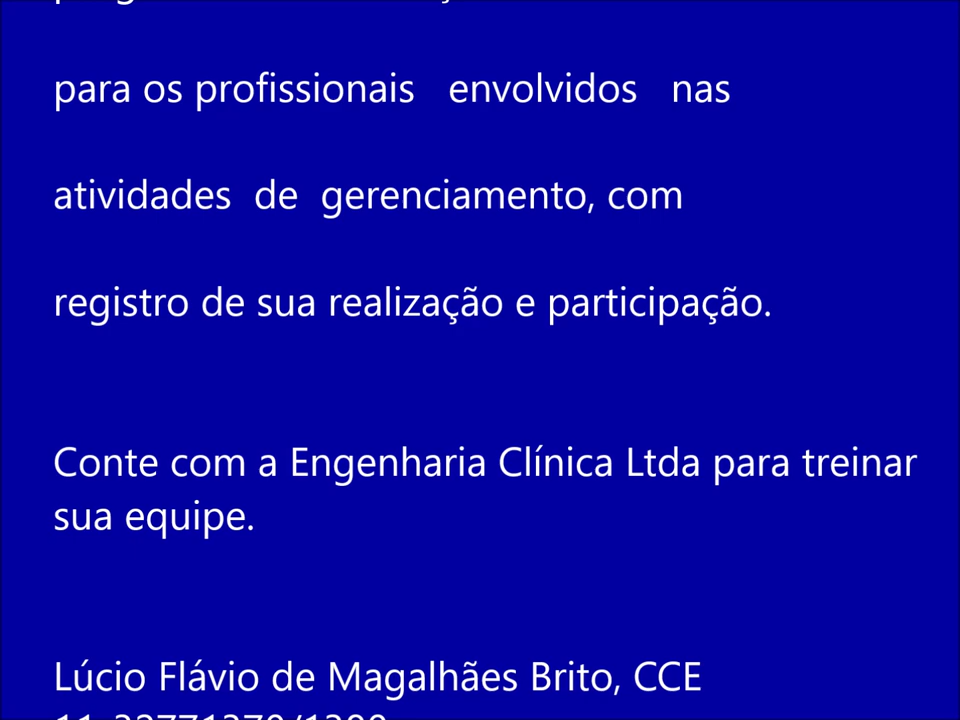 para os profissionais envolvidos nas
atividades de gerenciamento, com
registro de sua realização e participação.
Conte com a Engenharia Clínica Ltda para treinar
sua equipe.
Lúcio Flávio de Magalhães Brito, CCE